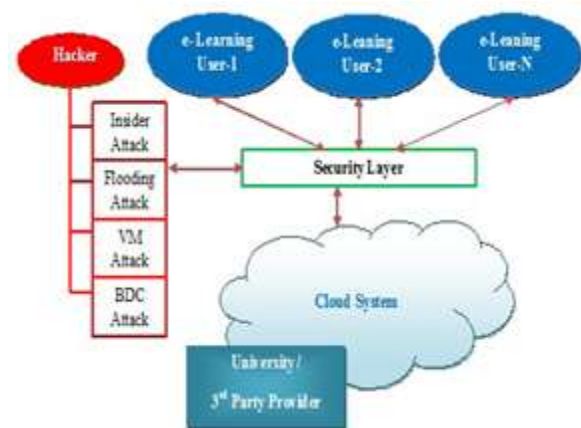 Hacker
e-Learning
User-1
e-Leaning
User-2
e-Leaning
User-N
Insider
Attack
Flooding
Attack
VM
Attack
BDC
Attack
Security Layer
Cloud System
University /
3rd Party Provider